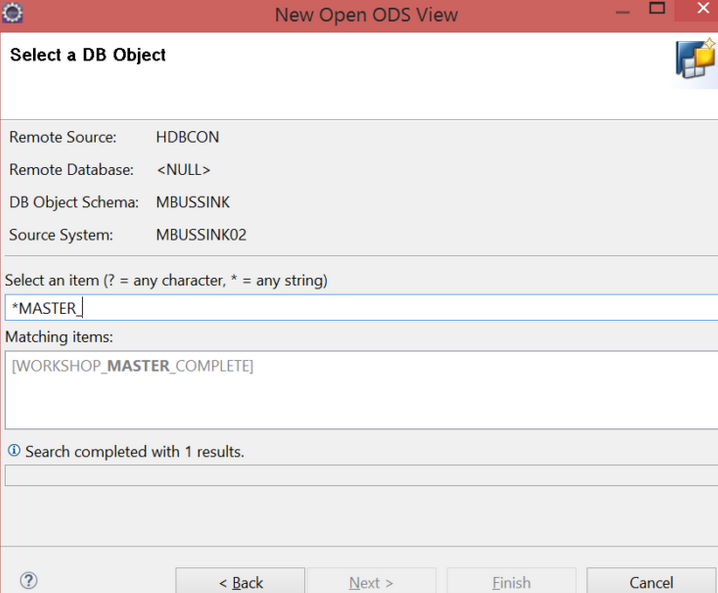 New Open ODS View
Select a DB Object
Remote Source: HDBCON
Remote Database: <NULL>
DB Object Schema: MBUSSINK
Source System: MBUSSINK02
Select an item (? = any character, * = any string)
*MASTER_
Matching items:
[WORKSHOP_MASTER_COMPLETE]
Search completed with 1 results.
< Back Next > Finish Cancel